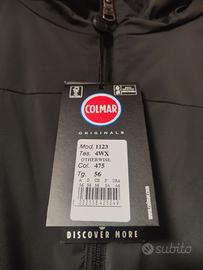 COLMAR
ORIGINALS
Mod. 1123
Tes. 4WX
OTHERWISE
Col. 475
Tg. 56
DISCOVER MORE
subito